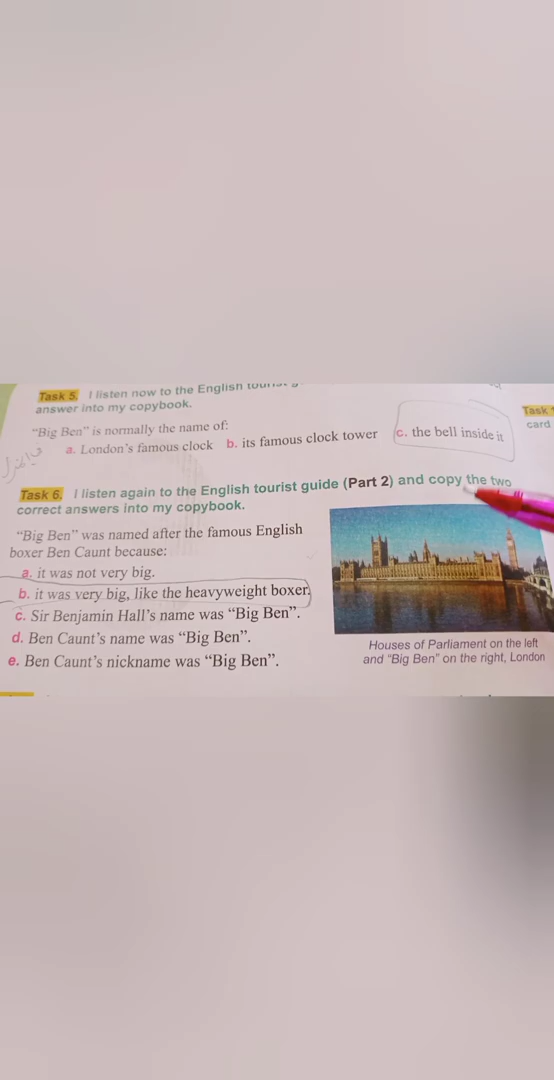 Task 5. I listen now to the English
answer into my copybook.
"Big Ben" is normally the name of:
a. London's famous clock b. its famous clock tower c. the bell inside it
Task
card
Task 6. I listen again to the English tourist guide (Part 2) and copy the two
correct answers into my copybook.
"Big Ben" was named after the famous English
boxer Ben Caunt because:
a. it was not very big.
b. it was very big, like the heavyweight boxer.
c. Sir Benjamin Hall's name was "Big Ben".
d. Ben Caunt's name was "Big Ben".
e. Ben Caunt's nickname was "Big Ben".
Houses of Parliament on the left
and "Big Ben" on the right, London